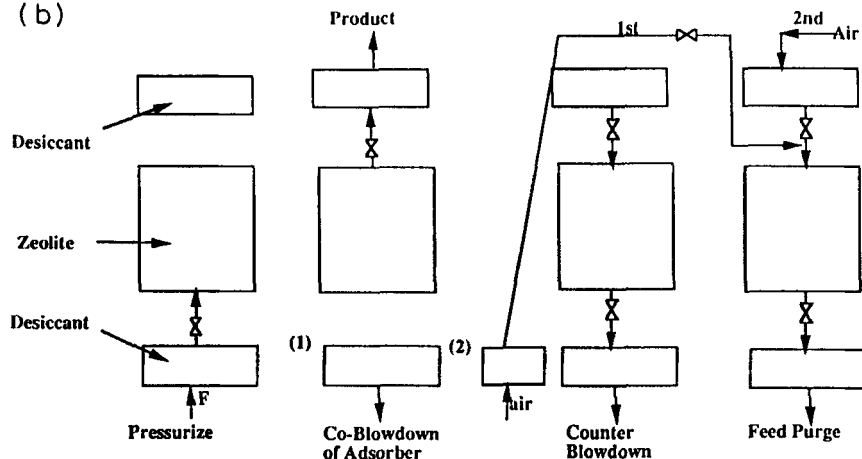 (b)
Product
1st
2nd
Air
Desiccant
Zeolite
Desiccant
(1)
(2)
F
air
Pressurize
Co-Blowdown
of Adsorber
Counter
Blowdown
Feed Purge